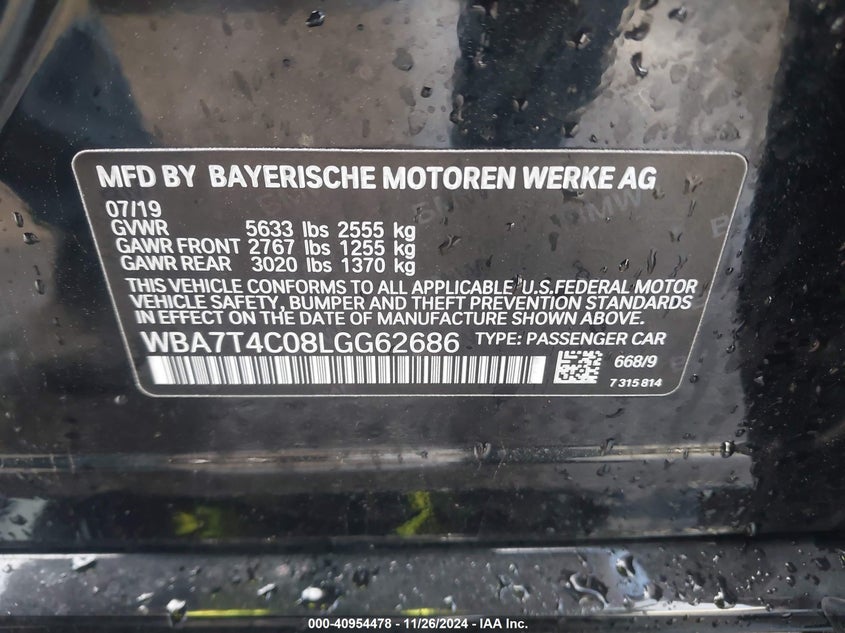 MFD BY BAYERISCHE MOTOREN WERKE AG
07/19
GVWR 5633 lbs 2555 kg
GAWR FRONT 2767 lbs 1255 kg
GAWR REAR 3020 lbs 1370 kg
THIS VEHICLE CONFORMS TO ALL APPLICABLE U.S.FEDERAL MOTOR
VEHICLE SAFETY, BUMPER AND THEFT PREVENTION STANDARDS
IN EFFECT ON THE DATE OF MANUFACTURE SHOWN ABOVE.
WBA7T4C08LGG62686 TYPE: PASSENGER CAR
668/9
7 315 814
000-40954478 - 11/26/2024 - IAA Inc.